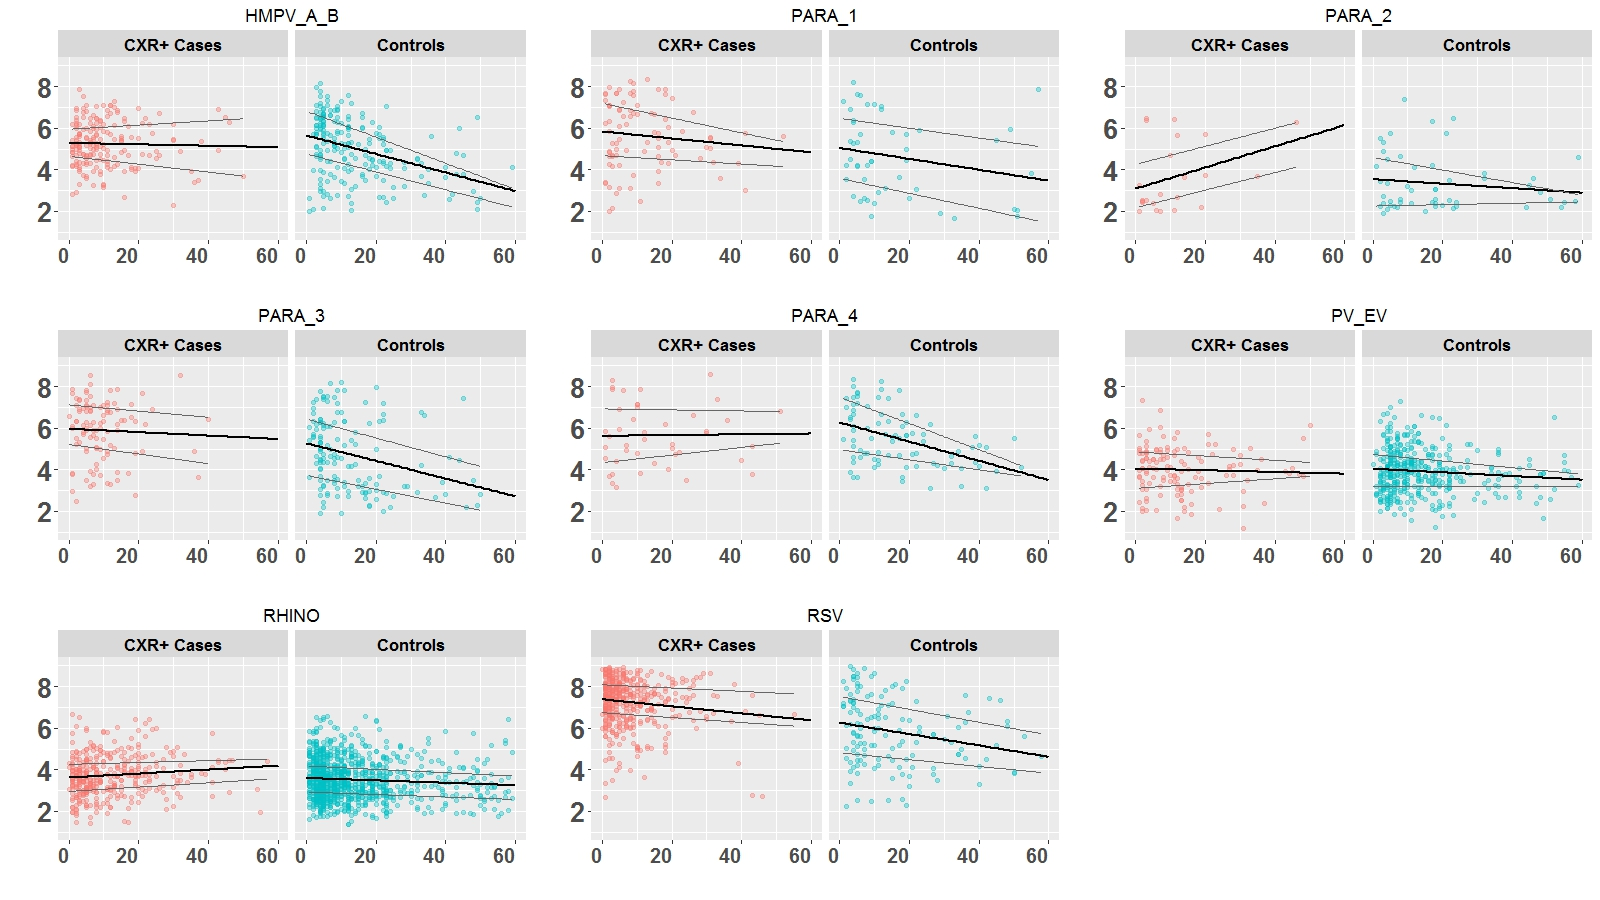 HMPV_A_B PARA_1 PARA_2
CXR+ Cases Controls CXR+ Cases Controls CXR+ Cases Controls
8 8 8
6 6 6
4 4 4
2 2 2
0 20 40 60 0 20 40 60 0 20 40 60 0 20 40 60 0 20 40 60 0 20 40 60
PARA_3 PARA_4 PV_EV
CXR+ Cases Controls CXR+ Cases Controls CXR+ Cases Controls
8 8 8
6 6 6
4 4 4
2 2 2
0 20 40 60 0 20 40 60 0 20 40 60 0 20 40 60 0 20 40 60 0 20 40 60
RHINO RSV
CXR+ Cases Controls CXR+ Cases Controls
8 8
6 6
4 4
2 2
0 20 40 60 0 20 40 60 0 20 40 60 0 20 40 60